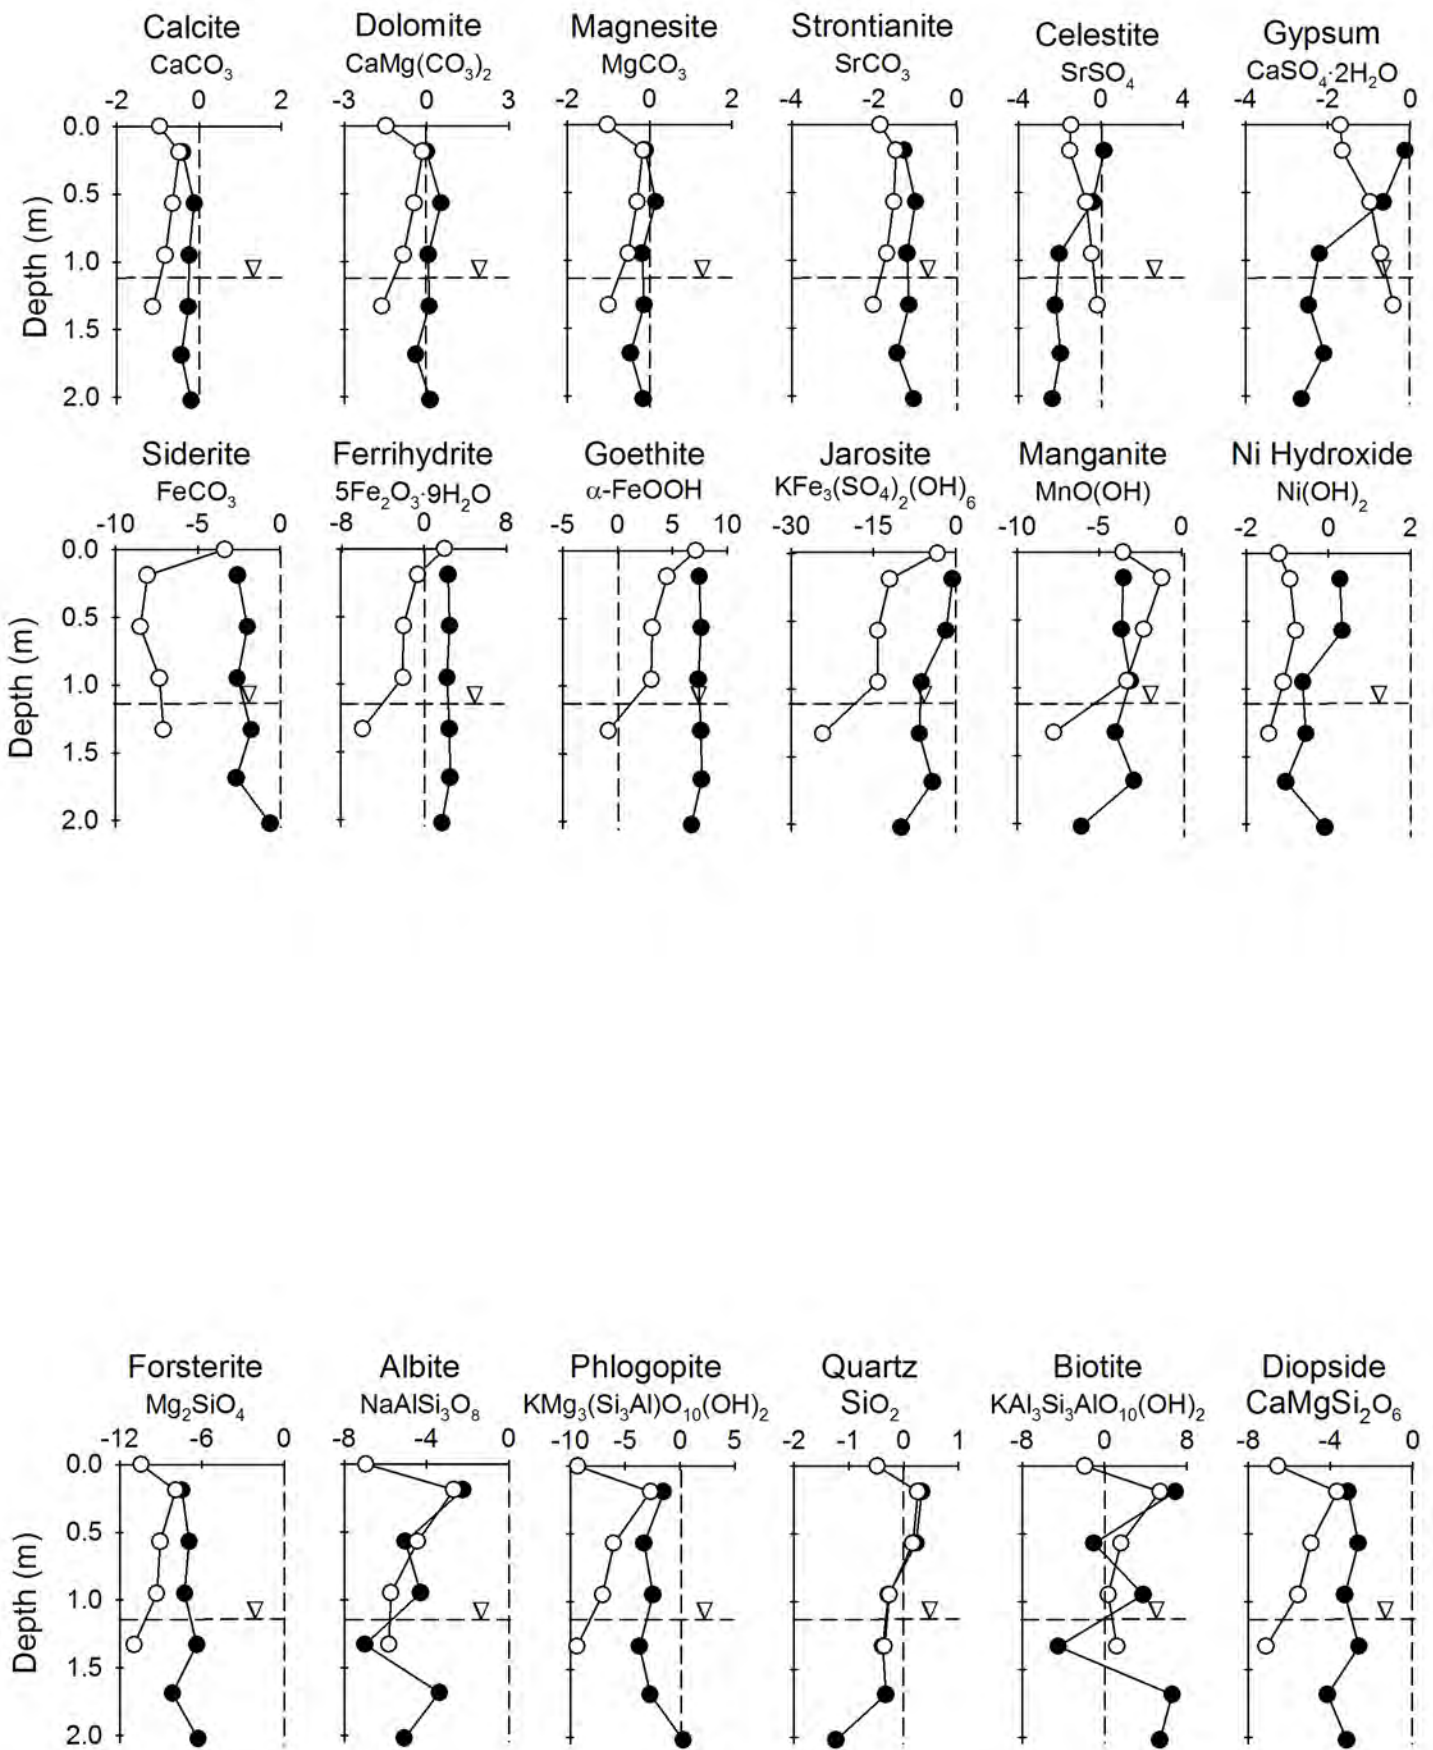 Calcite Dolomite Magnesite Strontianite Celestite Gypsum
CaCO₃ CaMg(CO₃)₂ MgCO₃ SrCO₃ SrSO₄ CaSO₄·2H₂O
-2 0 2 -3 0 3 -2 0 2 -4 -2 0 -4 0 4 -4 -2 0
0.0
0.5
1.0
1.5
2.0
Depth (m)
Siderite Ferrihydrite Goethite Jarosite Manganite Ni Hydroxide
FeCO₃ 5Fe₂O₃·9H₂O α-FeOOH KFe₃(SO₄)₂(OH)₆ MnO(OH) Ni(OH)₂
-10 -5 0 -8 0 8 -5 0 5 10 -30 -15 0 -10 -5 0 -2 0 2
0.0
0.5
1.0
1.5
2.0
Depth (m)
Forsterite Albite Phlogopite Quartz Biotite Diopside
Mg₂SiO₄ NaAlSi₃O₈ KMg₃(Si₃Al)O₁₀(OH)₂ SiO₂ KAl₃Si₃AlO₁₀(OH)₂ CaMgSi₂O₆
-12 -6 0 -8 -4 0 -10 -5 0 5 -2 -1 0 1 -8 0 8 -8 -4 0
0.0
0.5
1.0
1.5
2.0
Depth (m)